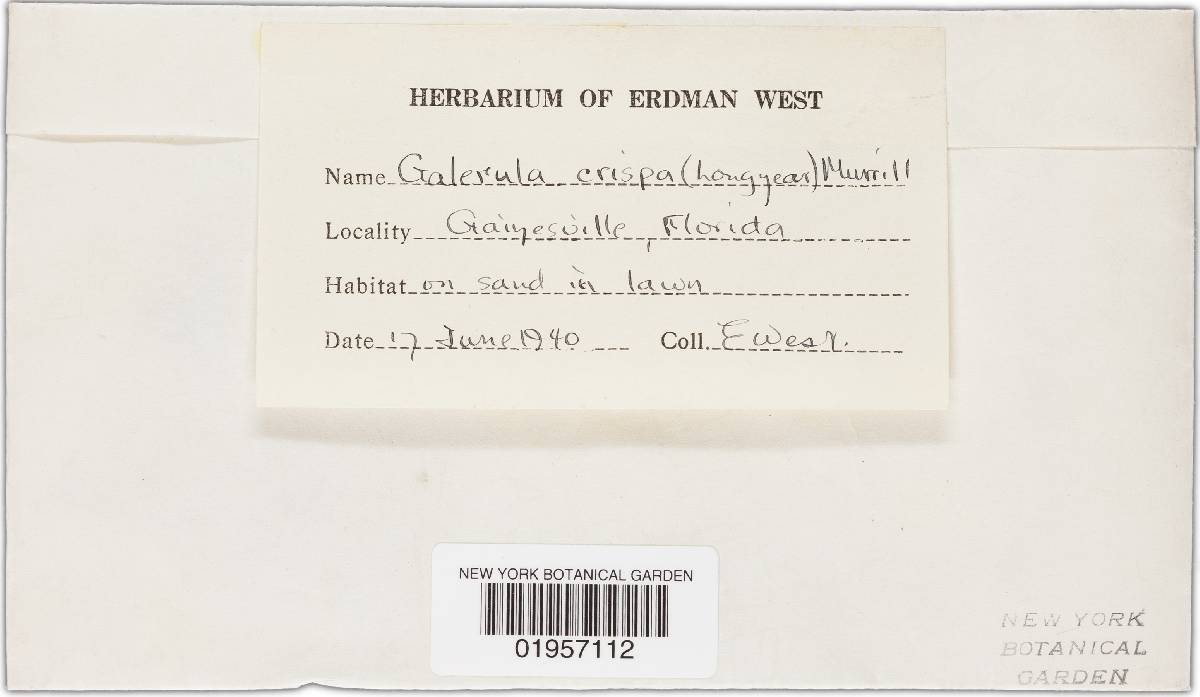 HERBARIUM OF ERDMAN WEST
Name Galerula crispa (Longyear) Murrill
Locality Gainesville, Florida
Habitat on sand in lawn
Date 17 June 1940 Coll. E West.
NEW YORK BOTANICAL GARDEN
01957112
NEW YORK
BOTANICAL
GARDEN